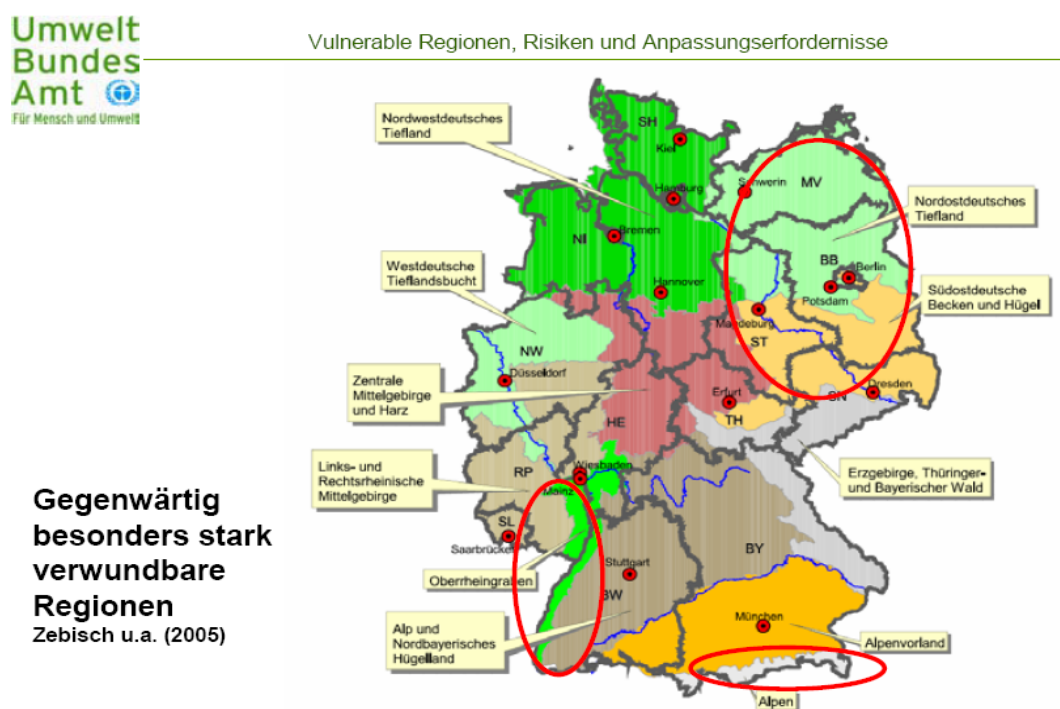 Umwelt
Bundes
Amt
Für Mensch und Umwelt
Vulnerable Regionen, Risiken und Anpassungserfordernisse
Nordwestdeutsches
Tiefland
SH
Kiel
Hamburg
Schwerin
MV
Nordostdeutsches
Tiefland
NI
Bremen
BB
Berlin
Potsdam
Westdeutsche
Tieflandsbucht
Hannover
Südostdeutsche
Becken und Hügel
Magdeburg
ST
NW
Düsseldorf
Zentrale
Mittelgebirge
und Harz
Erfurt
Dresden
SN
TH
HE
Links- und
Rechtsrheinische
Mittelgebirge
RP
Wiesbaden
Mainz
Erzgebirge, Thüringer-
und Bayerischer Wald
Gegenwärtig
besonders stark
verwundbare
Regionen
Zebisch u.a. (2005)
SL
Saarbrücken
Oberrheingraben
Stuttgart
BW
BY
Alp und
Nordbayerisches
Hügelland
München
Alpenvorland
Alpen